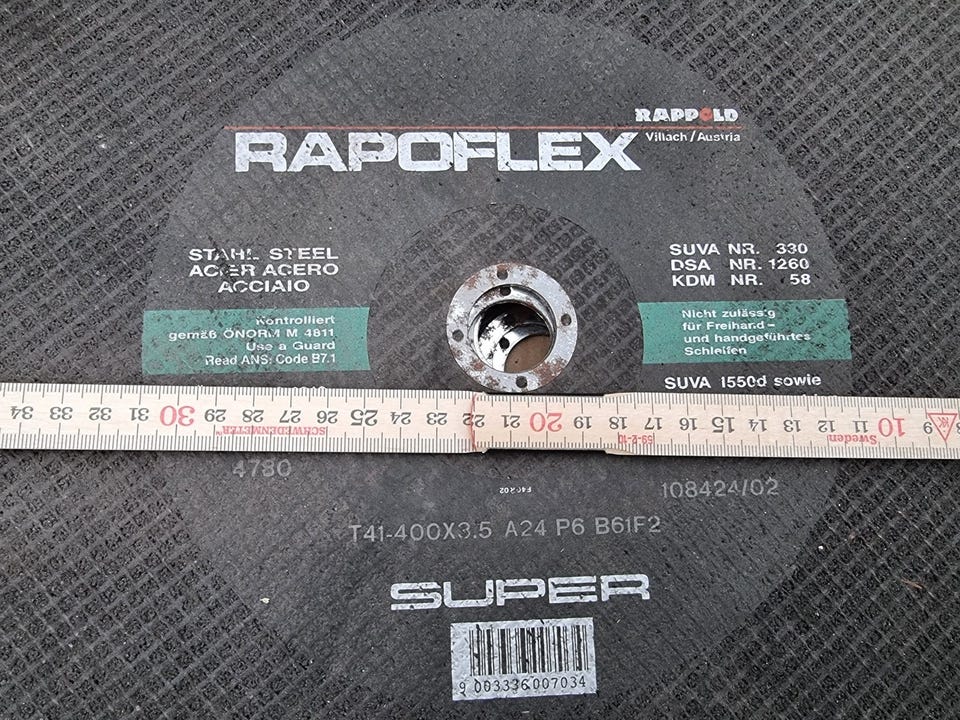 RAPPOLD
Villach / Austria
RAPOFLEX
STAHL STEEL
ACIER ACERO
ACCIAIO
SUVA NR. 330
DSA NR. 1260
KDM NR. 58
Kontrolliert
gemäß ÖNORM M 4811
Use a Guard
Read ANSI Code B7.1
Nicht zulässig
für Freihand-
und handgeführtes
Schleifen
SUVA 1550d sowie
34 33 32 31 30 29 28 27 26 25 24 23 22 21 20 19 18 17 16 15 14 13 12 11 10 9
SCHWEDENMETER
59-2-10
Sweden
4780
108424/02
T41-400X3.5 A24 P6 B61F2
SUPER
9 003336 007034